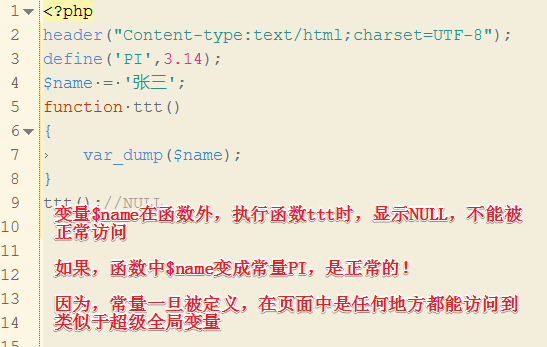 1 <?php
2 header("Content-type:text/html;charset=UTF-8");
3 define('PI',3.14);
4 $name = '张三';
5 function ttt()
6 {
7 var_dump($name);
8 }
9 ttt();//NULL
变量$name在函数外，执行函数ttt时，显示NULL，不能被
10 正常访问
11
12 如果，函数中$name变成常量PI，是正常的！
13 因为，常量一旦被定义，在页面中是任何地方都能访问到
14 类似于超级全局变量
15